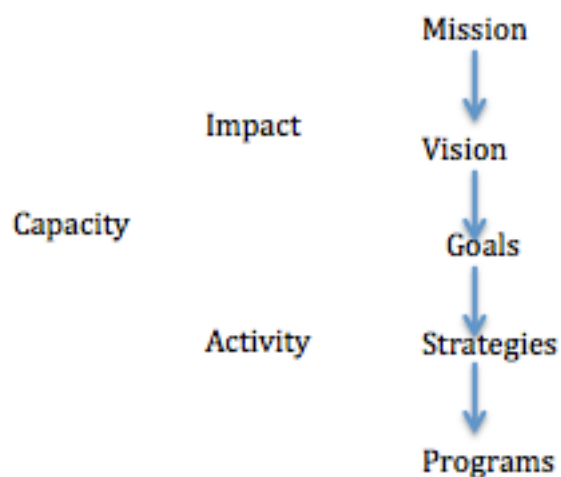 Mission
Impact
Vision
Capacity
Goals
Activity
Strategies
Programs